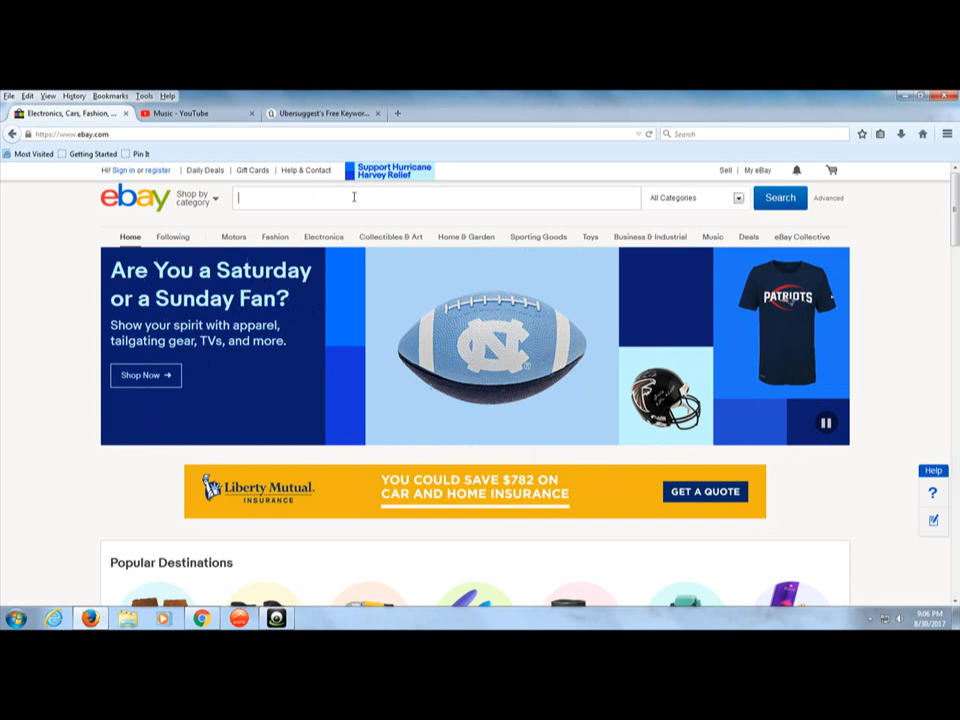 File Edit View History Bookmarks Tools Help
Electronics, Cars, Fashion, ... Music - YouTube Ubersuggest's Free Keywor...
https://www.ebay.com Search
Most Visited Getting Started Pin It
Hi! Sign in or register Daily Deals Gift Cards Help & Contact Support Hurricane Harvey Relief Sell My eBay
ebay Shop by category All Categories Search Advanced
Home Following Motors Fashion Electronics Collectibles & Art Home & Garden Sporting Goods Toys Business & Industrial Music Deals eBay Collective
Are You a Saturday
or a Sunday Fan?
Show your spirit with apparel,
tailgating gear, TVs, and more.
Shop Now
NC
PATRIOTS
Help
?
Liberty Mutual.
INSURANCE
YOU COULD SAVE $782 ON
CAR AND HOME INSURANCE
GET A QUOTE
Popular Destinations
9:06 PM
8/30/2017